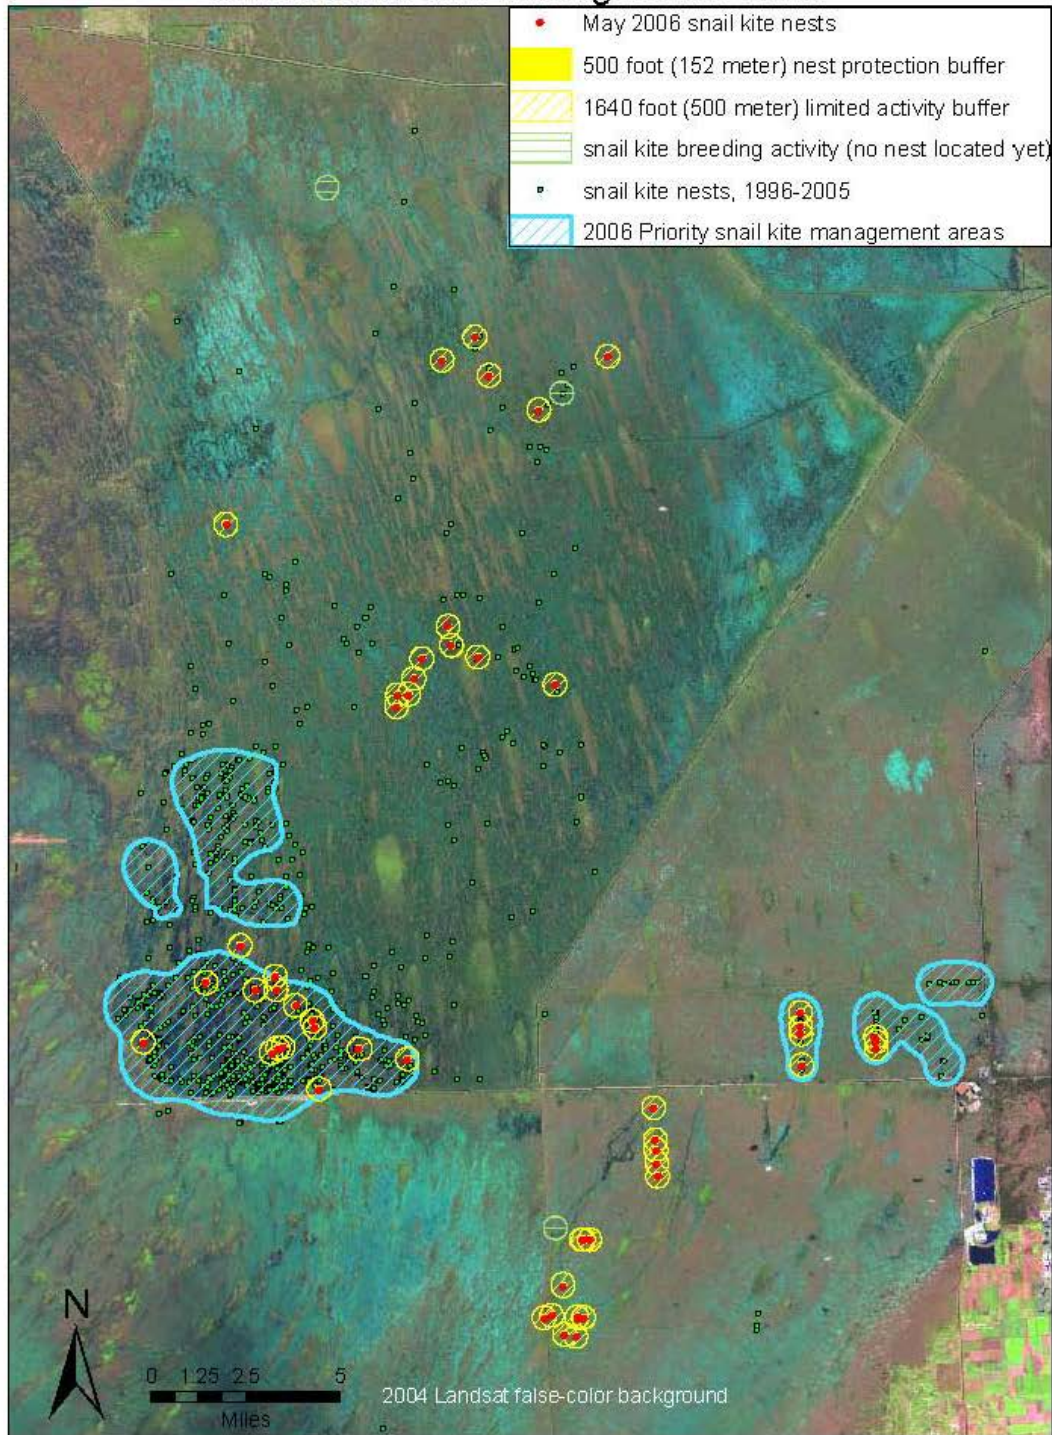 May 2006 snail kite nests
500 foot (152 meter) nest protection buffer
1640 foot (500 meter) limited activity buffer
snail kite breeding activity (no nest located yet)
snail kite nests, 1996-2005
2006 Priority snail kite management areas
N
0 1.25 2.5 5
Miles
2004 Landsat false-color background